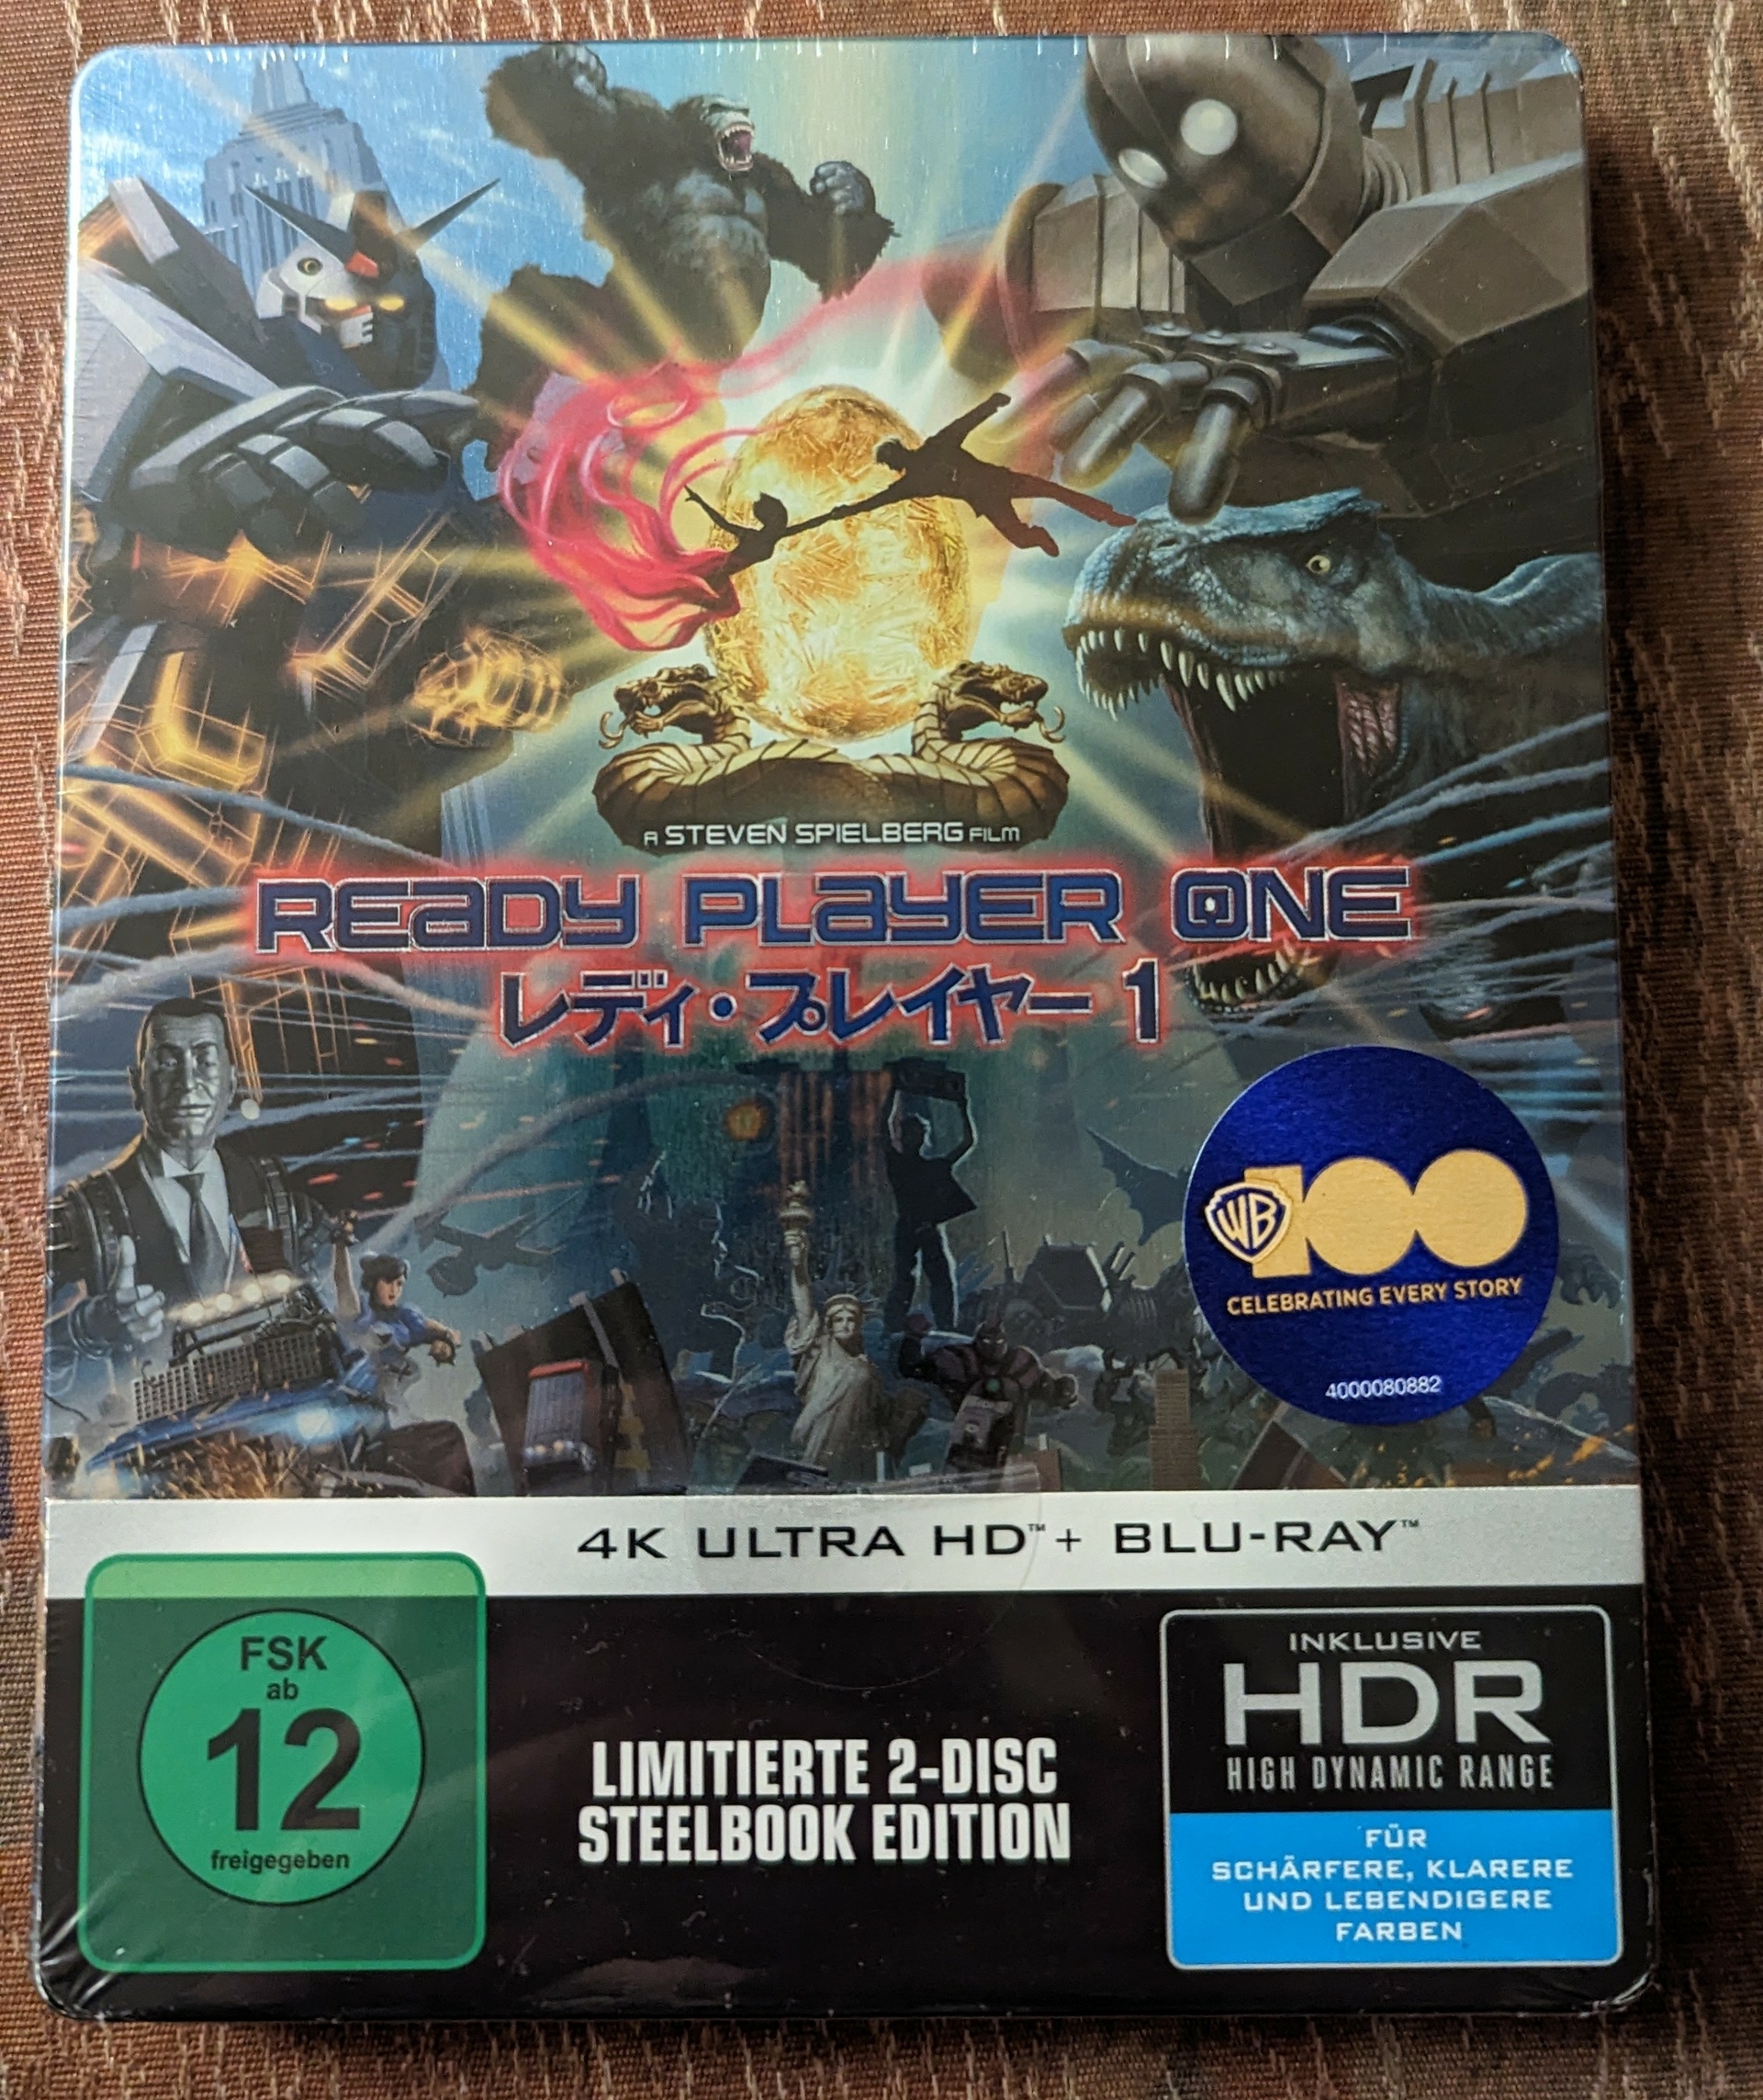 A STEVEN SPIELBERG FILM
READY PLAYER ONE
レディ・プレイヤー 1
WB 100
CELEBRATING EVERY STORY
4000080882
4K ULTRA HD™ + BLU-RAY™
FSK
ab
12
freigegeben
LIMITIERTE 2-DISC
STEELBOOK EDITION
INKLUSIVE
HDR
HIGH DYNAMIC RANGE
FÜR
SCHÄRFERE, KLARERE
UND LEBENDIGERE
FARBEN